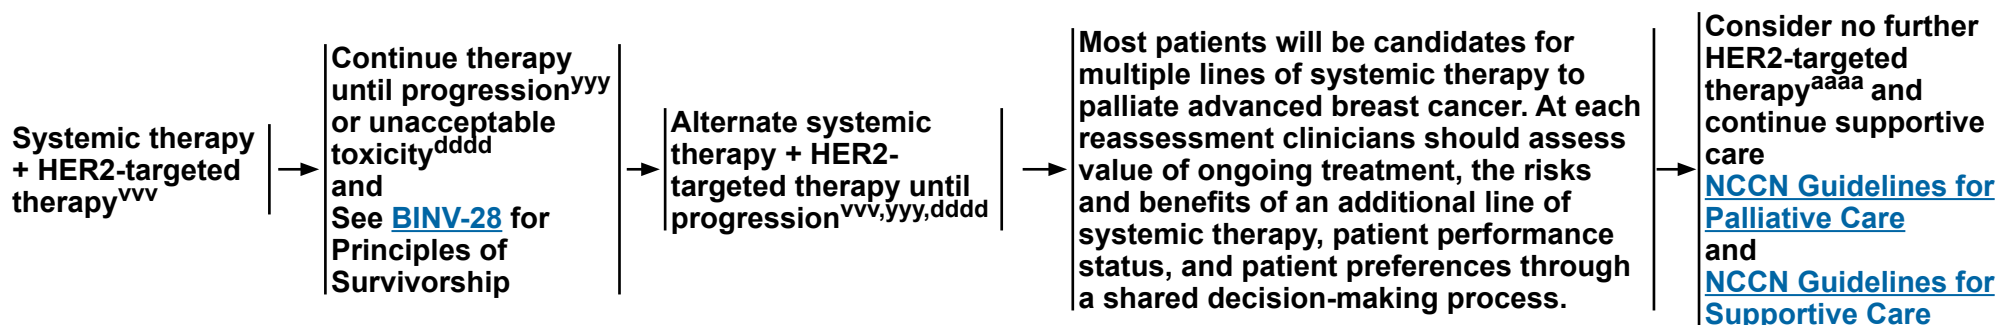 Systemic therapy
+ HER2-targeted
therapyvvv
Continue therapy
until progressionyyy
or unacceptable
toxicitydddd
and
See BINV-28 for
Principles of
Survivorship
Alternate systemic
therapy + HER2-
targeted therapy until
progressionvvv,yyy,dddd
Most patients will be candidates for
multiple lines of systemic therapy to
palliate advanced breast cancer. At each
reassessment clinicians should assess
value of ongoing treatment, the risks
and benefits of an additional line of
systemic therapy, patient performance
status, and patient preferences through
a shared decision-making process.
Consider no further
HER2-targeted
therapyaaaa and
continue supportive
care
NCCN Guidelines for
Palliative Care
and
NCCN Guidelines for
Supportive Care